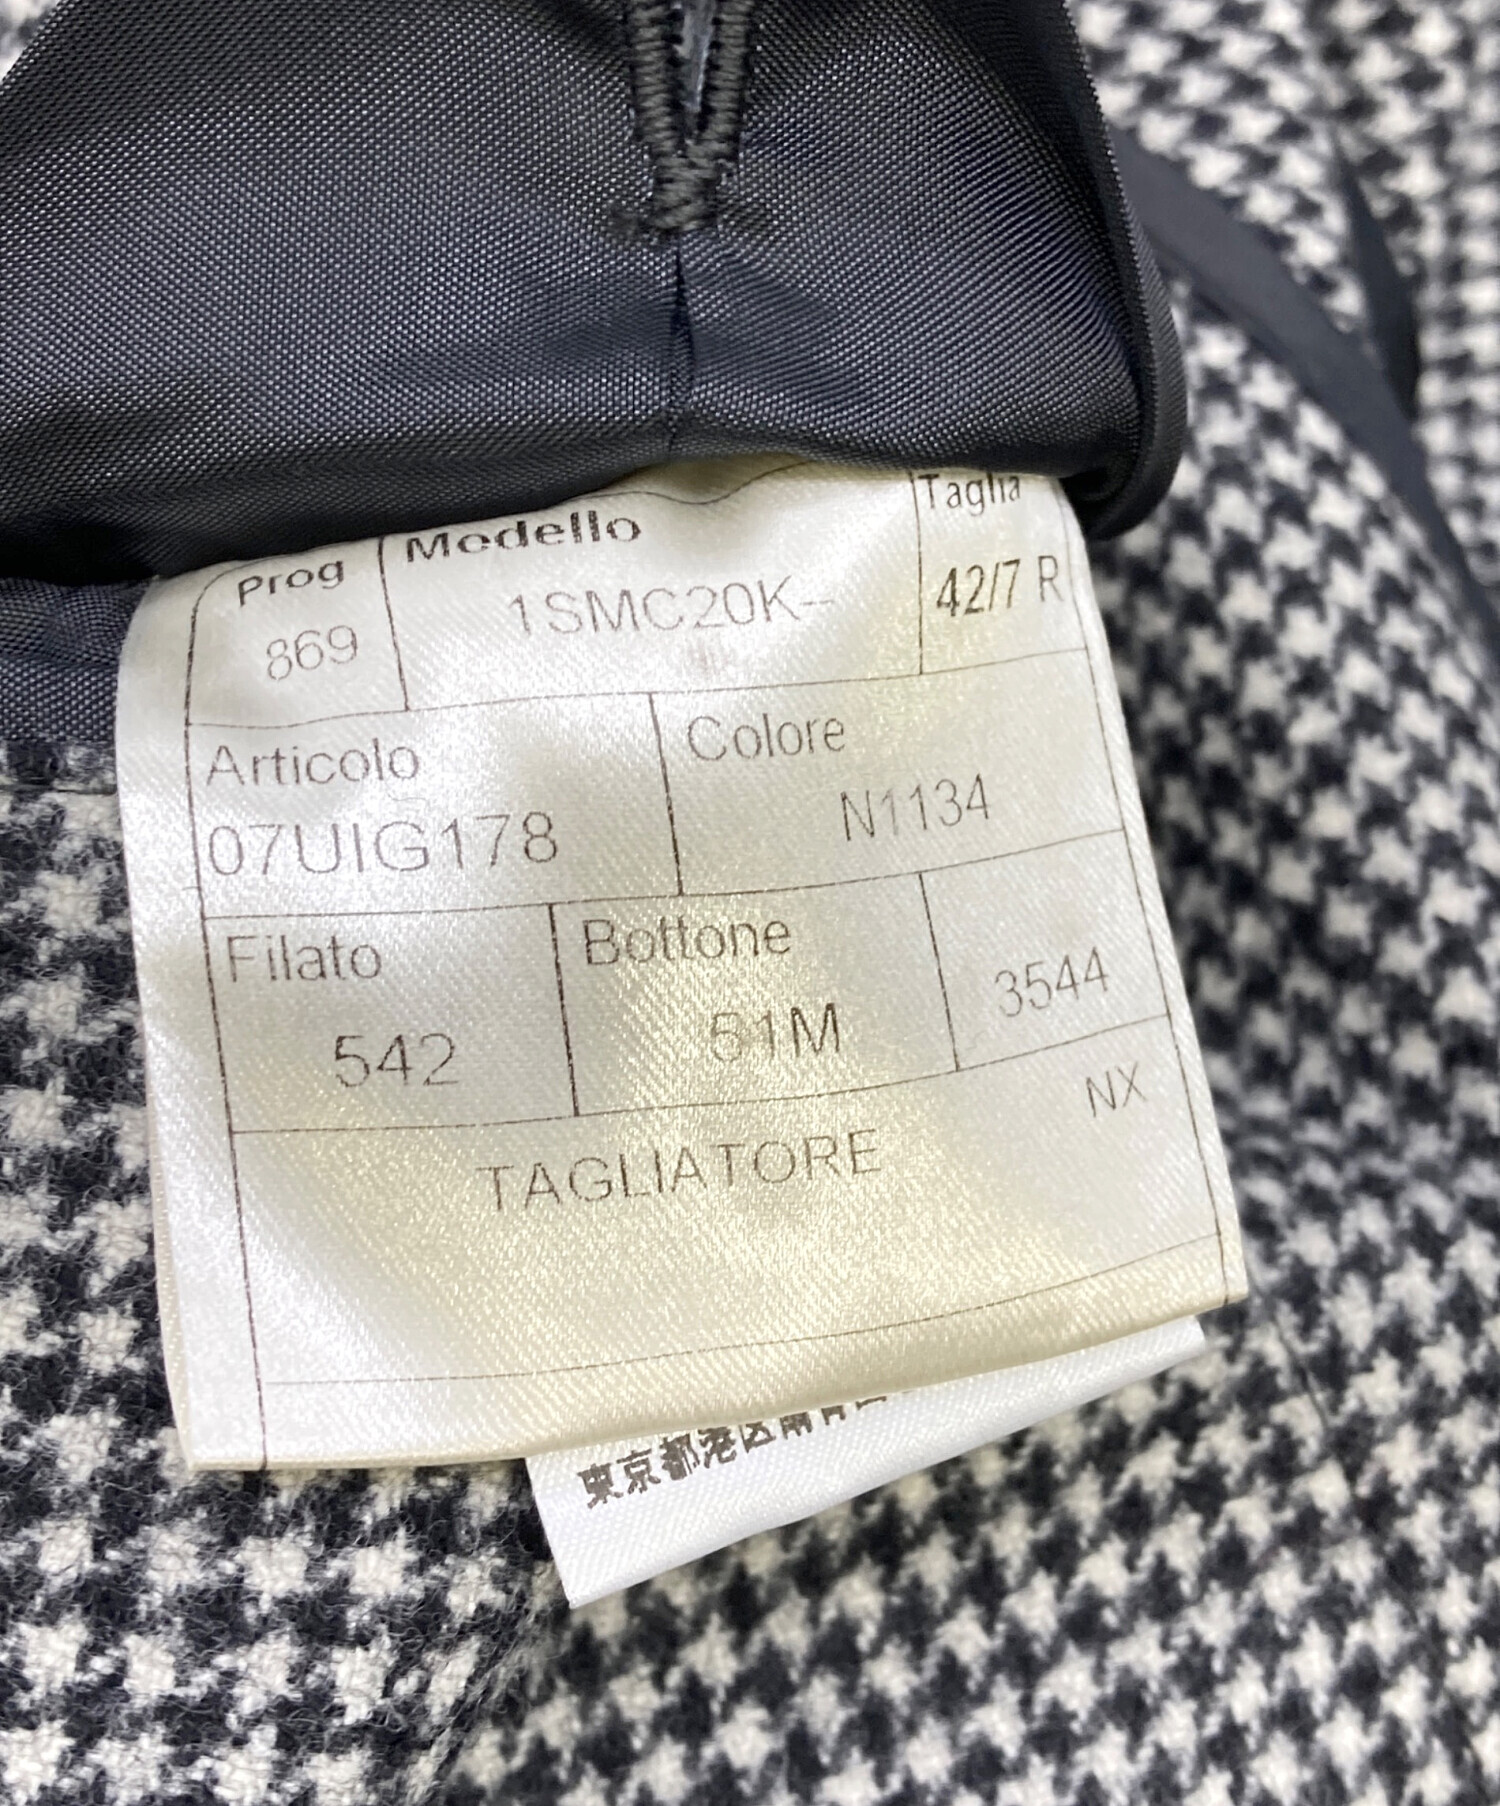 Prog Modello Taglia
869 1SMC20K- 42/7 R
Articolo Colore
07UIG178 N1134
Filato Bottone
542 51M 3544
NX
TAGLIATORE
東京都港区南青山